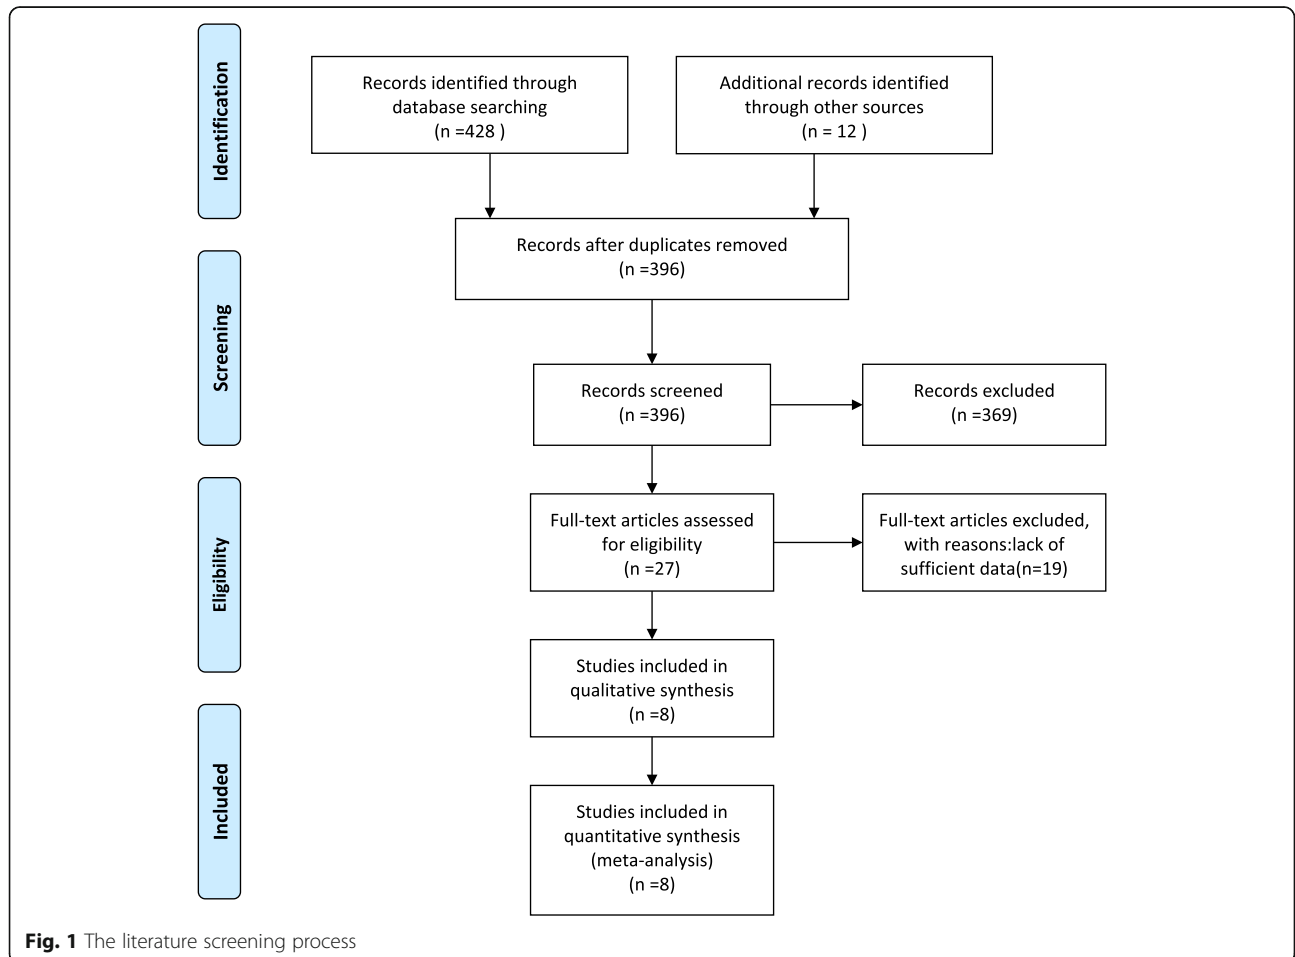 Identification
Records identified through
database searching
(n =428 )
Additional records identified
through other sources
(n = 12 )
Records after duplicates removed
(n =396)
Screening
Records screened
(n =396)
Records excluded
(n =369)
Eligibility
Full-text articles assessed
for eligibility
(n =27)
Full-text articles excluded,
with reasons:lack of
sufficient data(n=19)
Studies included in
qualitative synthesis
(n =8)
Included
Studies included in
quantitative synthesis
(meta-analysis)
(n =8)
Fig. 1 The literature screening process